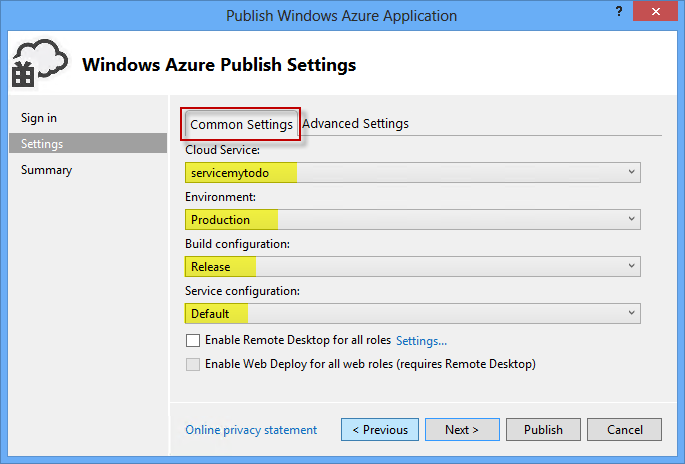 Publish Windows Azure Application
?
Windows Azure Publish Settings
Sign in
Settings
Summary
Common Settings Advanced Settings
Cloud Service:
servicemytodo
Environment:
Production
Build configuration:
Release
Service configuration:
Default
Enable Remote Desktop for all roles Settings...
Enable Web Deploy for all web roles (requires Remote Desktop)
Online privacy statement < Previous Next > Publish Cancel